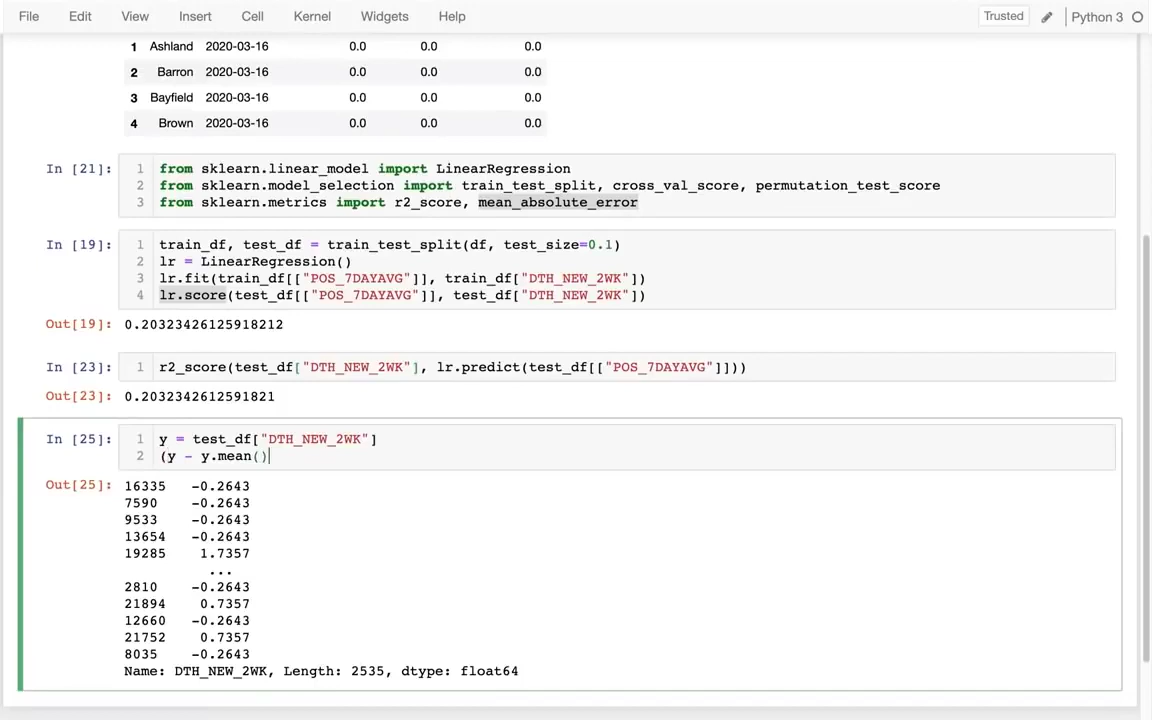 File Edit View Insert Cell Kernel Widgets Help Trusted Python 3
1 Ashland 2020-03-16 0.0 0.0 0.0
2 Barron 2020-03-16 0.0 0.0 0.0
3 Bayfield 2020-03-16 0.0 0.0 0.0
4 Brown 2020-03-16 0.0 0.0 0.0
In [21]: 1 from sklearn.linear_model import LinearRegression
2 from sklearn.model_selection import train_test_split, cross_val_score, permutation_test_score
3 from sklearn.metrics import r2_score, mean_absolute_error
In [19]: 1 train_df, test_df = train_test_split(df, test_size=0.1)
2 lr = LinearRegression()
3 lr.fit(train_df[["POS_7DAYAVG"]], train_df["DTH_NEW_2WK"])
4 lr.score(test_df[["POS_7DAYAVG"]], test_df["DTH_NEW_2WK"])
Out[19]: 0.20323426125918212
In [23]: 1 r2_score(test_df["DTH_NEW_2WK"], lr.predict(test_df[["POS_7DAYAVG"]]))
Out[23]: 0.2032342612591821
In [25]: 1 y = test_df["DTH_NEW_2WK"]
2 (y - y.mean()
Out[25]: 16335 -0.2643
7590 -0.2643
9533 -0.2643
13654 -0.2643
19285 1.7357
...
2810 -0.2643
21894 0.7357
12660 -0.2643
21752 0.7357
8035 -0.2643
Name: DTH_NEW_2WK, Length: 2535, dtype: float64